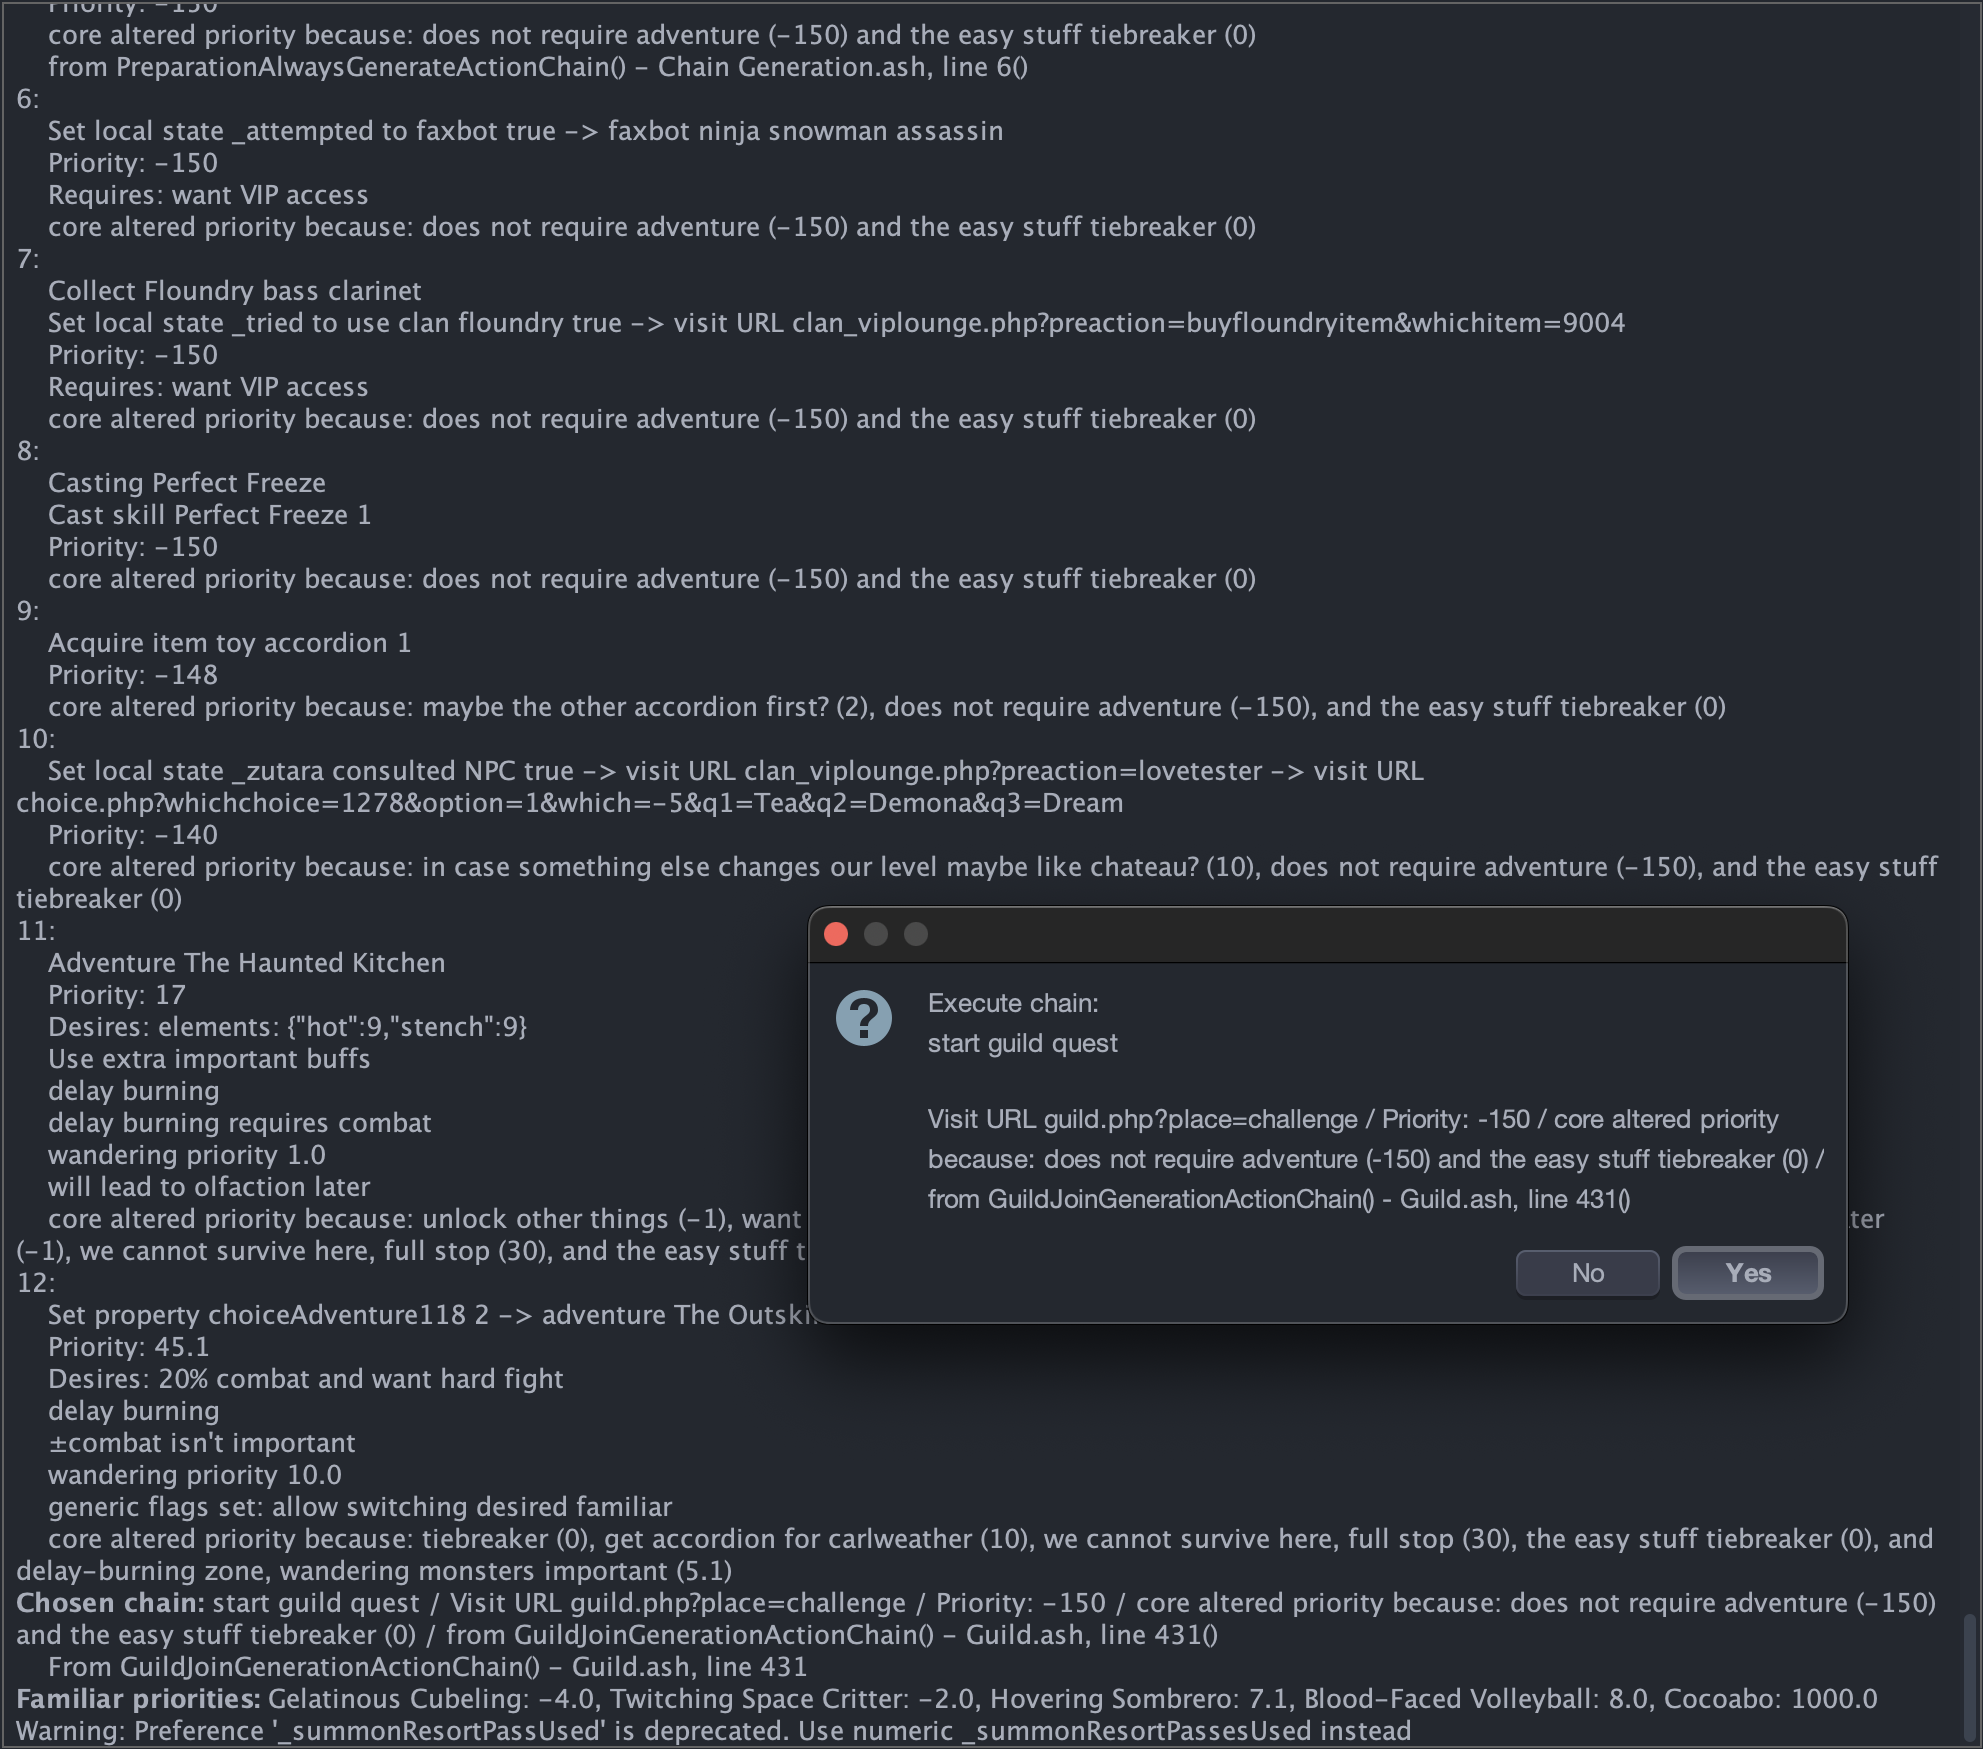 Priority: -150
core altered priority because: does not require adventure (-150) and the easy stuff tiebreaker (0)
from PreparationAlwaysGenerateActionChain() - Chain Generation.ash, line 6()
6:
Set local state _attempted to faxbot true -> faxbot ninja snowman assassin
Priority: -150
Requires: want VIP access
core altered priority because: does not require adventure (-150) and the easy stuff tiebreaker (0)
7:
Collect Floundry bass clarinet
Set local state _tried to use clan floundry true -> visit URL clan_viplounge.php?preaction=buyfloundryitem&whichitem=9004
Priority: -150
Requires: want VIP access
core altered priority because: does not require adventure (-150) and the easy stuff tiebreaker (0)
8:
Casting Perfect Freeze
Cast skill Perfect Freeze 1
Priority: -150
core altered priority because: does not require adventure (-150) and the easy stuff tiebreaker (0)
9:
Acquire item toy accordion 1
Priority: -148
core altered priority because: maybe the other accordion first? (2), does not require adventure (-150), and the easy stuff tiebreaker (0)
10:
Set local state _zutara consulted NPC true -> visit URL clan_viplounge.php?preaction=lovetester -> visit URL
choice.php?whichchoice=1278&option=1&which=-5&q1=Tea&q2=Demona&q3=Dream
Priority: -140
core altered priority because: in case something else changes our level maybe like chateau? (10), does not require adventure (-150), and the easy stuff
tiebreaker (0)
11:
Adventure The Haunted Kitchen
Priority: 17
Desires: elements: {"hot":9,"stench":9}
Use extra important buffs
delay burning
delay burning requires combat
wandering priority 1.0
will lead to olfaction later
core altered priority because: unlock other things (-1), want
ter
(-1), we cannot survive here, full stop (30), and the easy stuff t
12:
Set property choiceAdventure118 2 -> adventure The Outski
Priority: 45.1
Desires: 20% combat and want hard fight
delay burning
±combat isn't important
wandering priority 10.0
generic flags set: allow switching desired familiar
core altered priority because: tiebreaker (0), get accordion for carlweather (10), we cannot survive here, full stop (30), the easy stuff tiebreaker (0), and
delay-burning zone, wandering monsters important (5.1)
Chosen chain: start guild quest / Visit URL guild.php?place=challenge / Priority: -150 / core altered priority because: does not require adventure (-150)
and the easy stuff tiebreaker (0) / from GuildJoinGenerationActionChain() - Guild.ash, line 431()
From GuildJoinGenerationActionChain() - Guild.ash, line 431
Familiar priorities: Gelatinous Cubeling: -4.0, Twitching Space Critter: -2.0, Hovering Sombrero: 7.1, Blood-Faced Volleyball: 8.0, Cocoabo: 1000.0
Warning: Preference '_summonResortPassUsed' is deprecated. Use numeric _summonResortPassesUsed instead
Execute chain:
start guild quest
Visit URL guild.php?place=challenge / Priority: -150 / core altered priority
because: does not require adventure (-150) and the easy stuff tiebreaker (0) /
from GuildJoinGenerationActionChain() - Guild.ash, line 431()
No
Yes